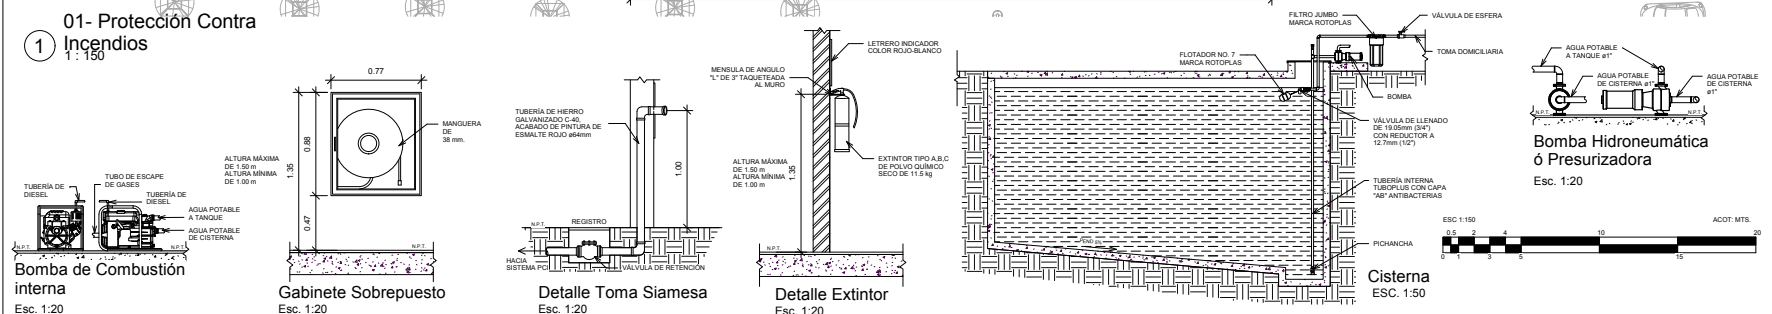 1
01- Protección Contra
Incendios
1 : 150
TUBERÍA DE
DIESEL
TUBO DE ESCAPE
DE GASES
TUBERÍA DE
DIESEL
AGUA POTABLE
A TANQUE
AGUA POTABLE
DE CISTERNA
N.P.T.
N.P.T.
Bomba de Combustión
interna
Esc. 1:20
0.77
ALTURA MÁXIMA
DE 1.50 m
ALTURA MÍNIMA
DE 1.00 m
1.35
0.88
0.47
MANGUERA
DE
38 mm.
N.P.T.
Gabinete Sobrepuesto
Esc. 1:20
TUBERÍA DE HIERRO
GALVANIZADO C-40,
ACABADO DE PINTURA DE
ESMALTE ROJO ø64mm
1.00
REGISTRO
N.P.T.
HACIA
SISTEMA PCI
VÁLVULA DE RETENCIÓN
Detalle Toma Siamesa
Esc. 1:20
LETRERO INDICADOR
COLOR ROJO-BLANCO
MENSULA DE ANGULO
"L" DE 3" TAQUETEADA
AL MURO
ALTURA MÁXIMA
DE 1.50 m
ALTURA MÍNIMA
DE 1.00 m
1.35
EXTINTOR TIPO A,B,C
DE POLVO QUÍMICO
SECO DE 11.5 kg
N.P.T.
Detalle Extintor
Esc. 1:20
FILTRO JUMBO
MARCA ROTOPLAS
VÁLVULA DE ESFERA
FLOTADOR NO. 7
MARCA ROTOPLAS
TOMA DOMICILIARIA
BOMBA
VÁLVULA DE LLENADO
DE 19.05mm (3/4")
CON REDUCTOR A
12.7mm (1/2")
TUBERÍA INTERNA
TUBOPLUS CON CAPA
"AB" ANTIBACTERIAS
PEND 5%
PICHANCHA
Cisterna
ESC. 1:50
AGUA POTABLE
A TANQUE ø1"
AGUA POTABLE
DE CISTERNA ø1"
AGUA POTABLE
DE CISTERNA
ø1"
N.P.T.
N.P.T.
Bomba Hidroneumática
ó Presurizadora
Esc. 1:20
ESC 1:150
ACOT: MTS.
0.5 2 4 10 20
0 1 3 5 15